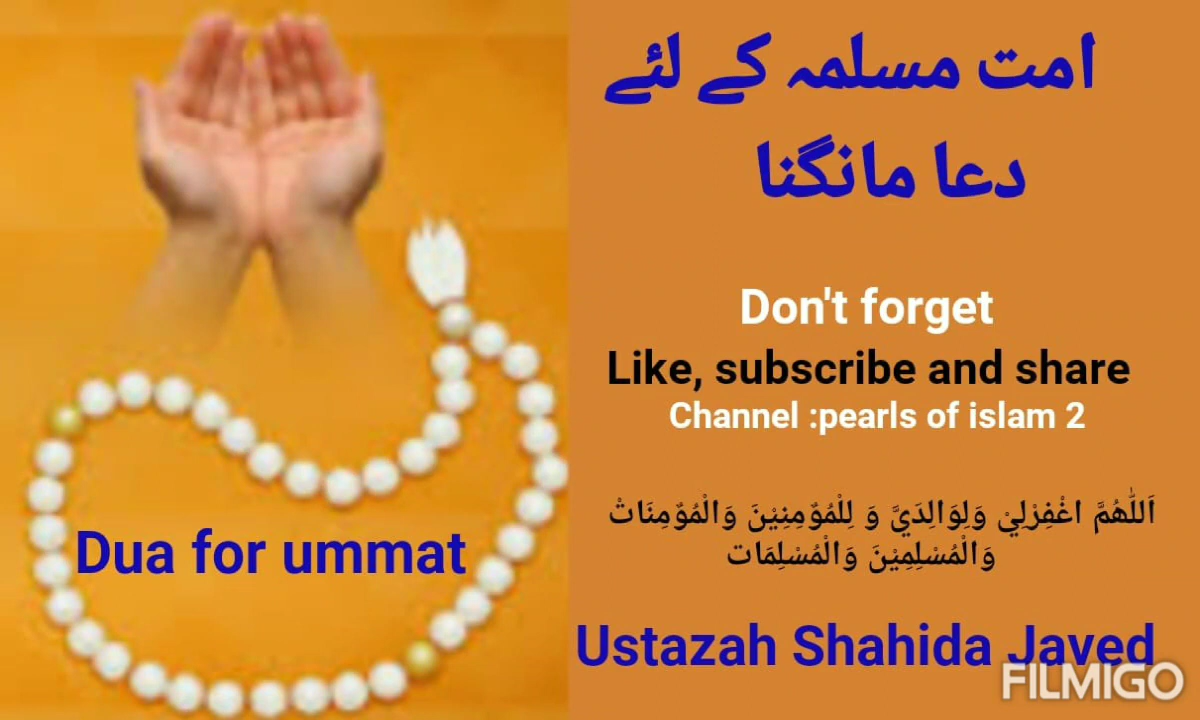 امت مسلمہ کے لئے
دعا مانگنا
Don't forget
Like, subscribe and share
Channel :pearls of islam 2
اَللّٰهُمَّ اغْفِرْلِيْ وَلِوَالِدَيَّ وَ لِلْمُوٌمِنِيْنَ وَالْمُوٌمِنَاتْ
وَالْمُسْلِمِيْنَ وَالْمُسْلِمَات
Dua for ummat
Ustazah Shahida Javed
FILMIGO